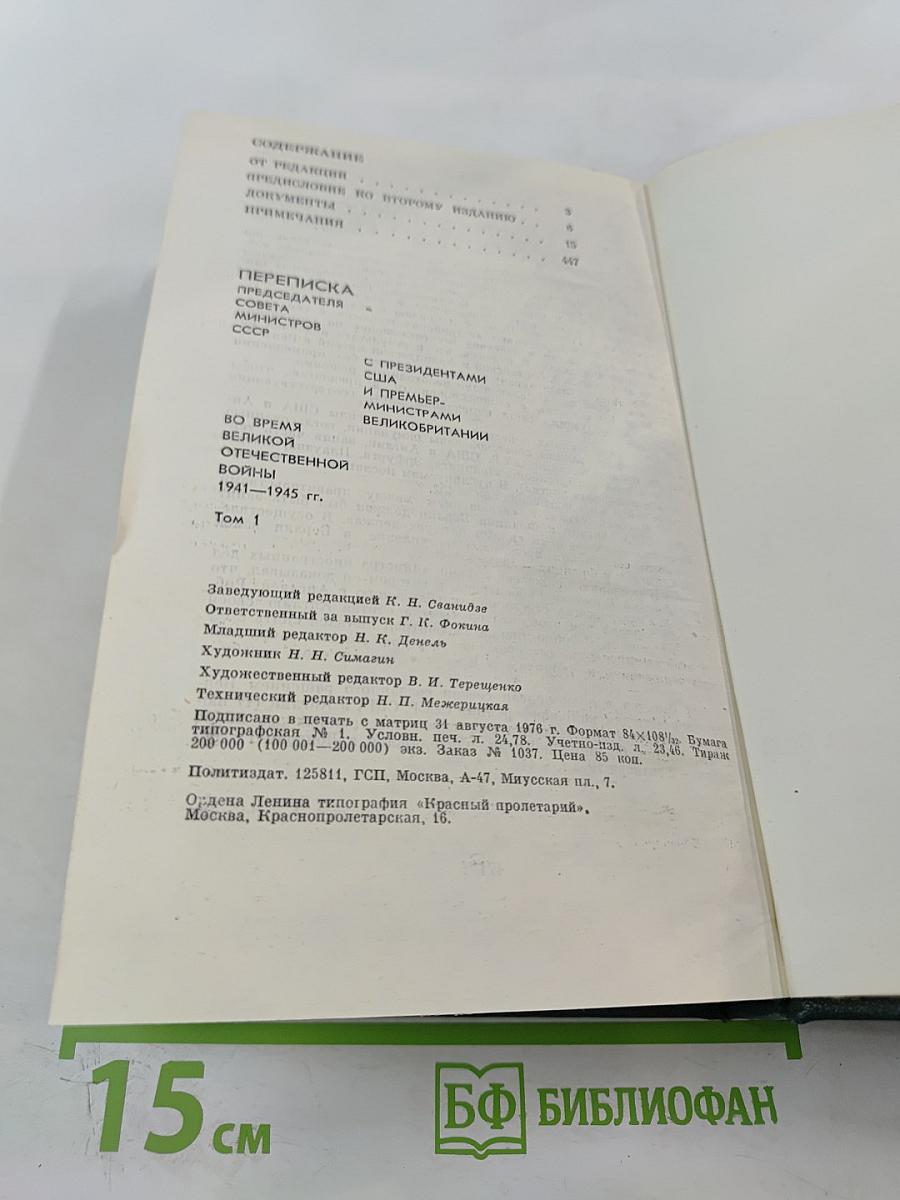 СОДЕРЖАНИЕ
ОТ РЕДАКЦИИ . . . . . . . . . . . . 3
ПРЕДИСЛОВИЕ КО ВТОРОМУ ИЗДАНИЮ . . 6
ДОКУМЕНТЫ . . . . . . . . . . . . 15
ПРИМЕЧАНИЯ . . . . . . . . . . . . 447
ПЕРЕПИСКА
ПРЕДСЕДАТЕЛЯ
СОВЕТА
МИНИСТРОВ
СССР
С ПРЕЗИДЕНТАМИ
США
И ПРЕМЬЕР-
МИНИСТРАМИ
ВЕЛИКОБРИТАНИИ
ВО ВРЕМЯ
ВЕЛИКОЙ
ОТЕЧЕСТВЕННОЙ
ВОЙНЫ
1941—1945 гг.
Том 1
Заведующий редакцией К. Н. Сванидзе
Ответственный за выпуск Г. К. Фокина
Младший редактор Н. К. Денель
Художник Н. Н. Симагин
Художественный редактор В. И. Терещенко
Технический редактор Н. П. Межерицкая
Подписано в печать с матриц 31 августа 1976 г. Формат 84×108¹/₃₂. Бумага
типографская № 1. Условн. печ. л. 24,78. Учетно-изд. л. 23,46. Тираж
200 000 (100 001—200 000) экз. Заказ № 1037. Цена 85 коп.
Политиздат. 125811, ГСП, Москва, А-47, Миусская пл., 7.
Ордена Ленина типография «Красный пролетарий».
Москва, Краснопролетарская, 16.
15 см
БФ БИБЛИОФАН